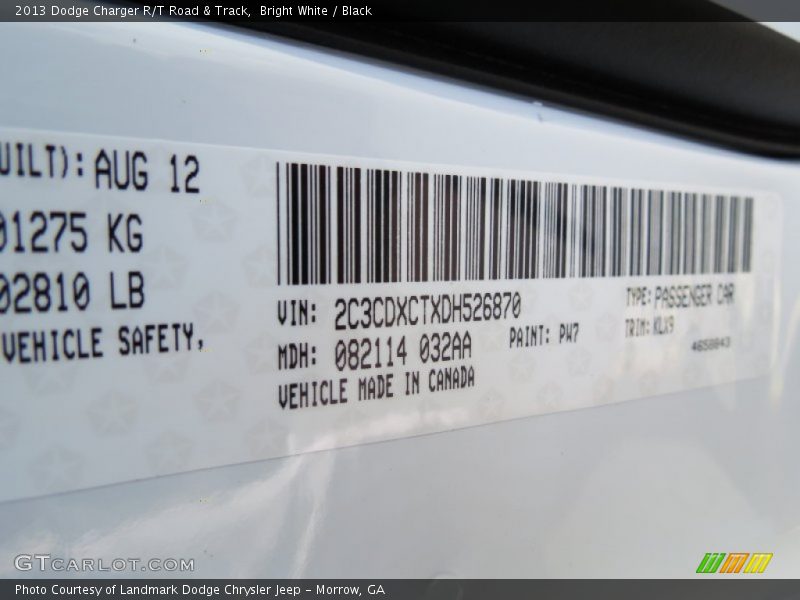 2013 Dodge Charger R/T Road & Track, Bright White / Black
UILT): AUG 12
01275 KG
02810 LB
VEHICLE SAFETY,
VIN: 2C3CDXCTXDH526870
TYPE: PASSENGER CAR
MDH: 082114 032AA
PAINT: PW7
TRIM: KLX9
VEHICLE MADE IN CANADA
4658843
GTCARLOT.COM
Photo Courtesy of Landmark Dodge Chrysler Jeep – Morrow, GA